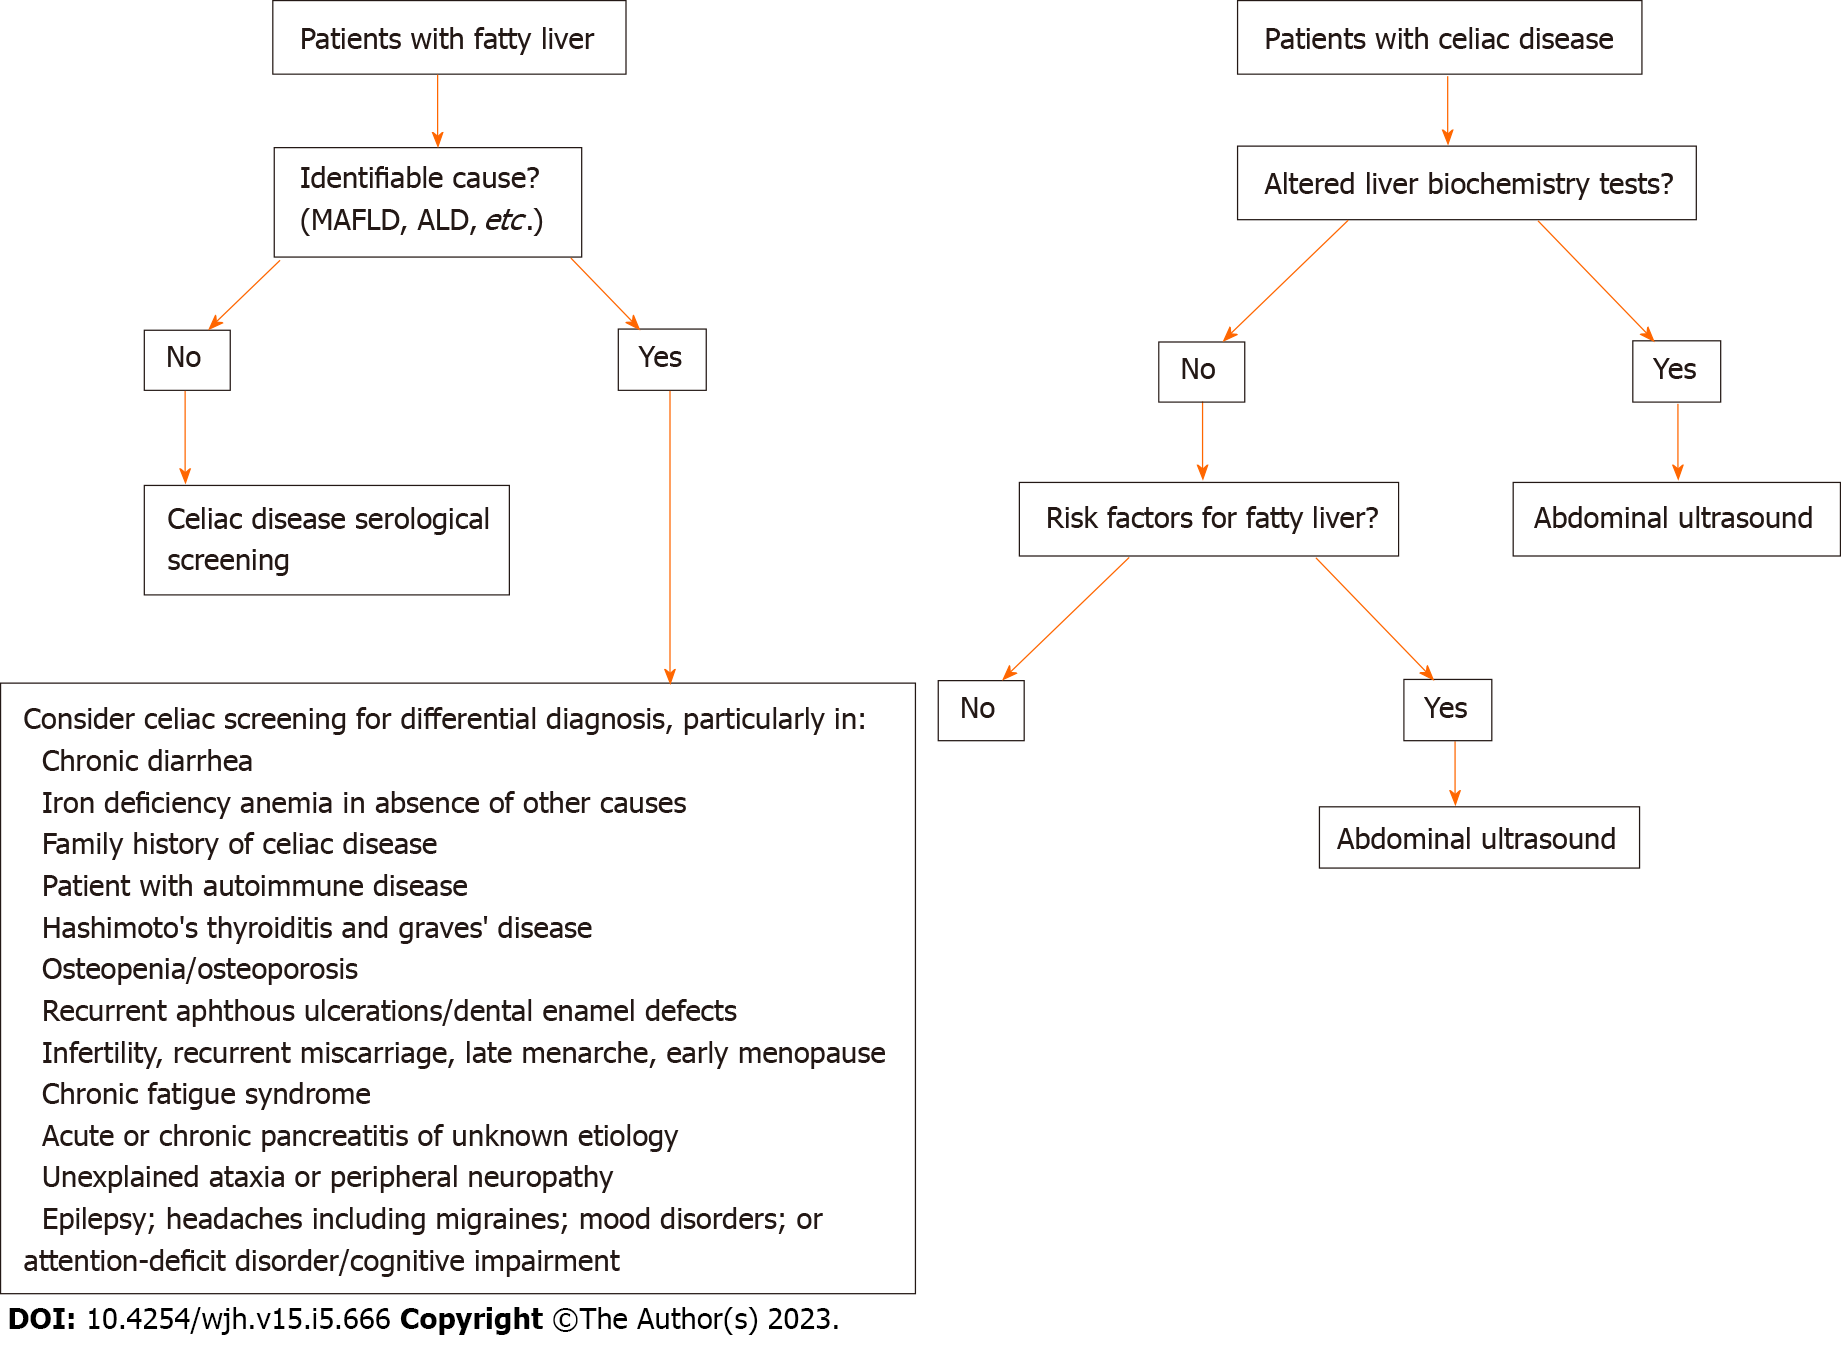 Patients with fatty liver
Identifiable cause?
(MAFLD, ALD, etc.)
No
Yes
Celiac disease serological
screening
Consider celiac screening for differential diagnosis, particularly in:
Chronic diarrhea
Iron deficiency anemia in absence of other causes
Family history of celiac disease
Patient with autoimmune disease
Hashimoto's thyroiditis and graves' disease
Osteopenia/osteoporosis
Recurrent aphthous ulcerations/dental enamel defects
Infertility, recurrent miscarriage, late menarche, early menopause
Chronic fatigue syndrome
Acute or chronic pancreatitis of unknown etiology
Unexplained ataxia or peripheral neuropathy
Epilepsy; headaches including migraines; mood disorders; or
attention-deficit disorder/cognitive impairment
Patients with celiac disease
Altered liver biochemistry tests?
No
Yes
Risk factors for fatty liver?
Abdominal ultrasound
No
Yes
Abdominal ultrasound
DOI: 10.4254/wjh.v15.i5.666 Copyright ©The Author(s) 2023.